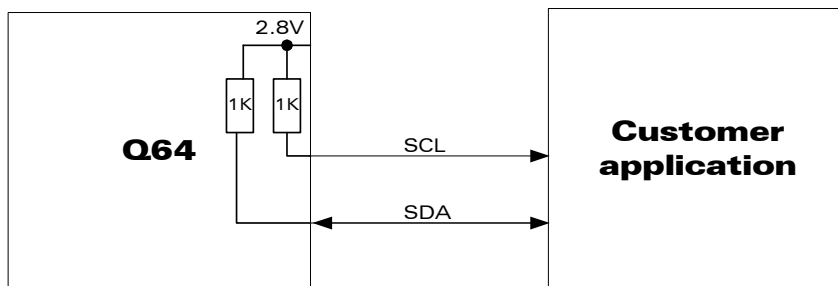 2.8V
1K
1K
Q64
SCL
SDA
Customer
application